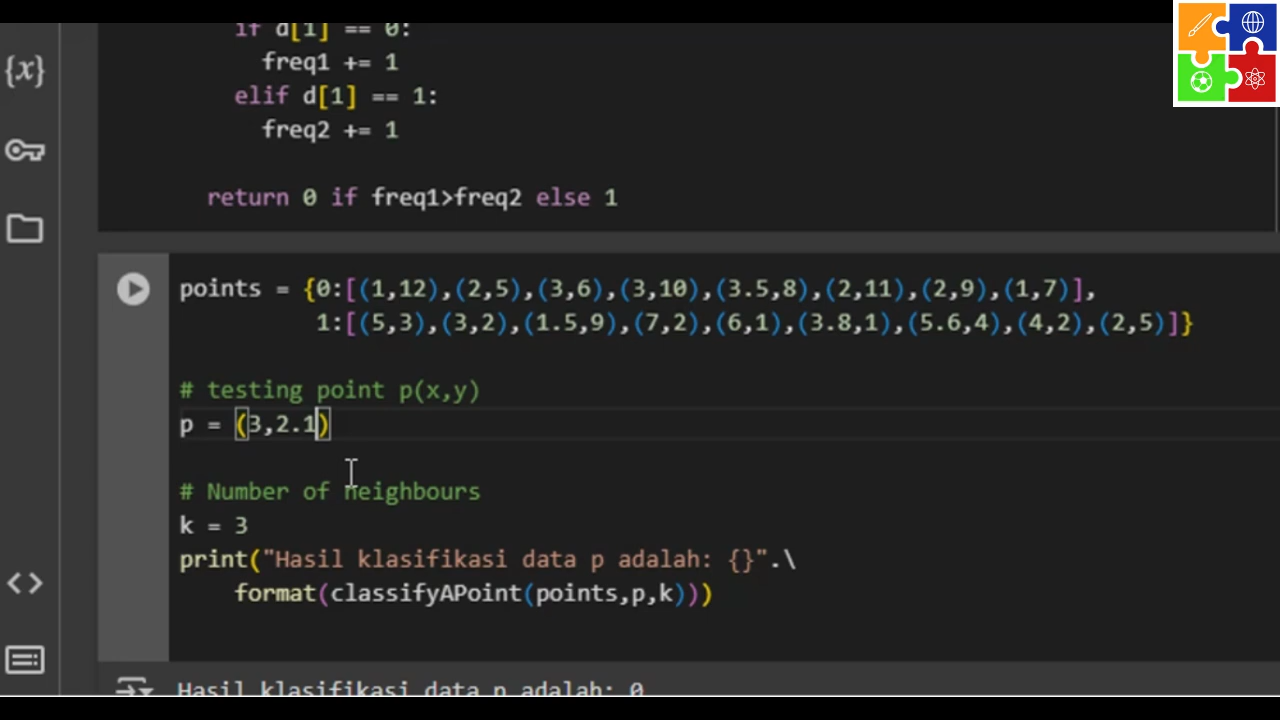 if d[1] == 0:
freq1 += 1
elif d[1] == 1:
freq2 += 1
return 0 if freq1>freq2 else 1
points = {0:[(1,12),(2,5),(3,6),(3,10),(3.5,8),(2,11),(2,9),(1,7)],
1:[(5,3),(3,2),(1.5,9),(7,2),(6,1),(3.8,1),(5.6,4),(4,2),(2,5)]}
# testing point p(x,y)
p = (3,2.1)
# Number of neighbours
k = 3
print("Hasil klasifikasi data p adalah: {}".\
format(classifyAPoint(points,p,k)))
Hasil klasifikasi data p adalah: 0